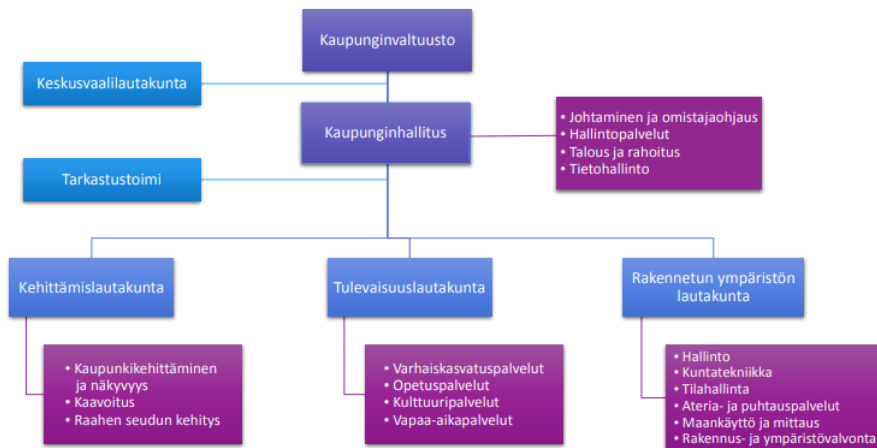 Kaupunginvaltuusto
Keskusvaalilautakunta
Kaupunginhallitus
• Johtaminen ja omistajaohjaus
• Hallintopalvelut
• Talous ja rahoitus
• Tietohallinto
Tarkastustoimi
Kehittämislautakunta
Tulevaisuuslautakunta
Rakennetun ympäristön
lautakunta
• Kaupunkikehittäminen
ja näkyvyys
• Kaavoitus
• Raahen seudun kehitys
• Varhaiskasvatuspalvelut
• Opetuspalvelut
• Kulttuuripalvelut
• Vapaa-aikapalvelut
• Hallinto
• Kuntatekniikka
• Tilahallinta
• Ateria- ja puhtauspalvelut
• Maankäyttö ja mittaus
• Rakennus- ja ympäristövalvonta